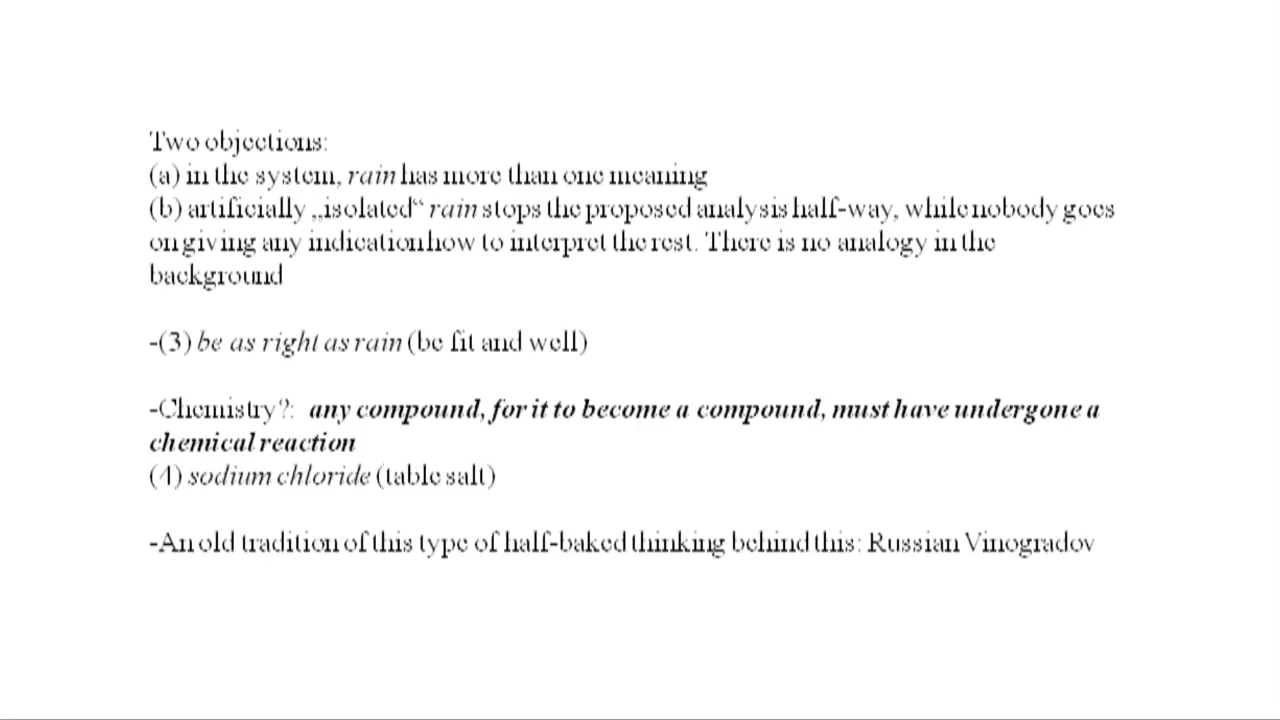 Two objections:
(a) in the system, rain has more than one meaning
(b) artificially „isolated“ rain stops the proposed analysis half-way, while nobody goes
on giving any indication how to interpret the rest. There is no analogy in the
background
-(3) be as right as rain (be fit and well)
-Chemistry?: any compound, for it to become a compound, must have undergone a
chemical reaction
(4) sodium chloride (table salt)
-An old tradition of this type of half-baked thinking behind this: Russian Vinogradov